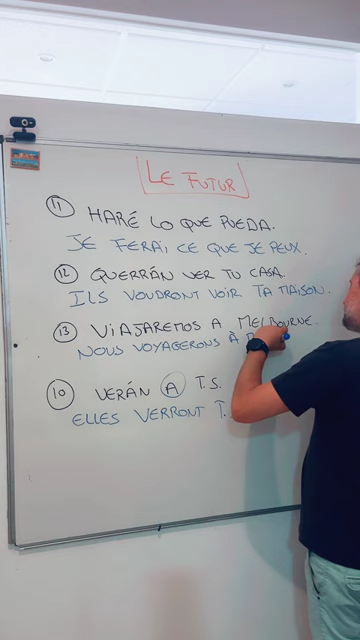 LE FUTUR
11 HARÉ LO QUE PUEDA.
JE FERAI CE QUE JE PEUX.
12 QUERRÁN VER TU CASA.
ILS VOUDRONT VOIR TA MAISON.
13 VIAJAREMOS A MELBOURNE.
NOUS VOYAGERONS À
10 VERÁN A T.S.
ELLES VERRONT T.